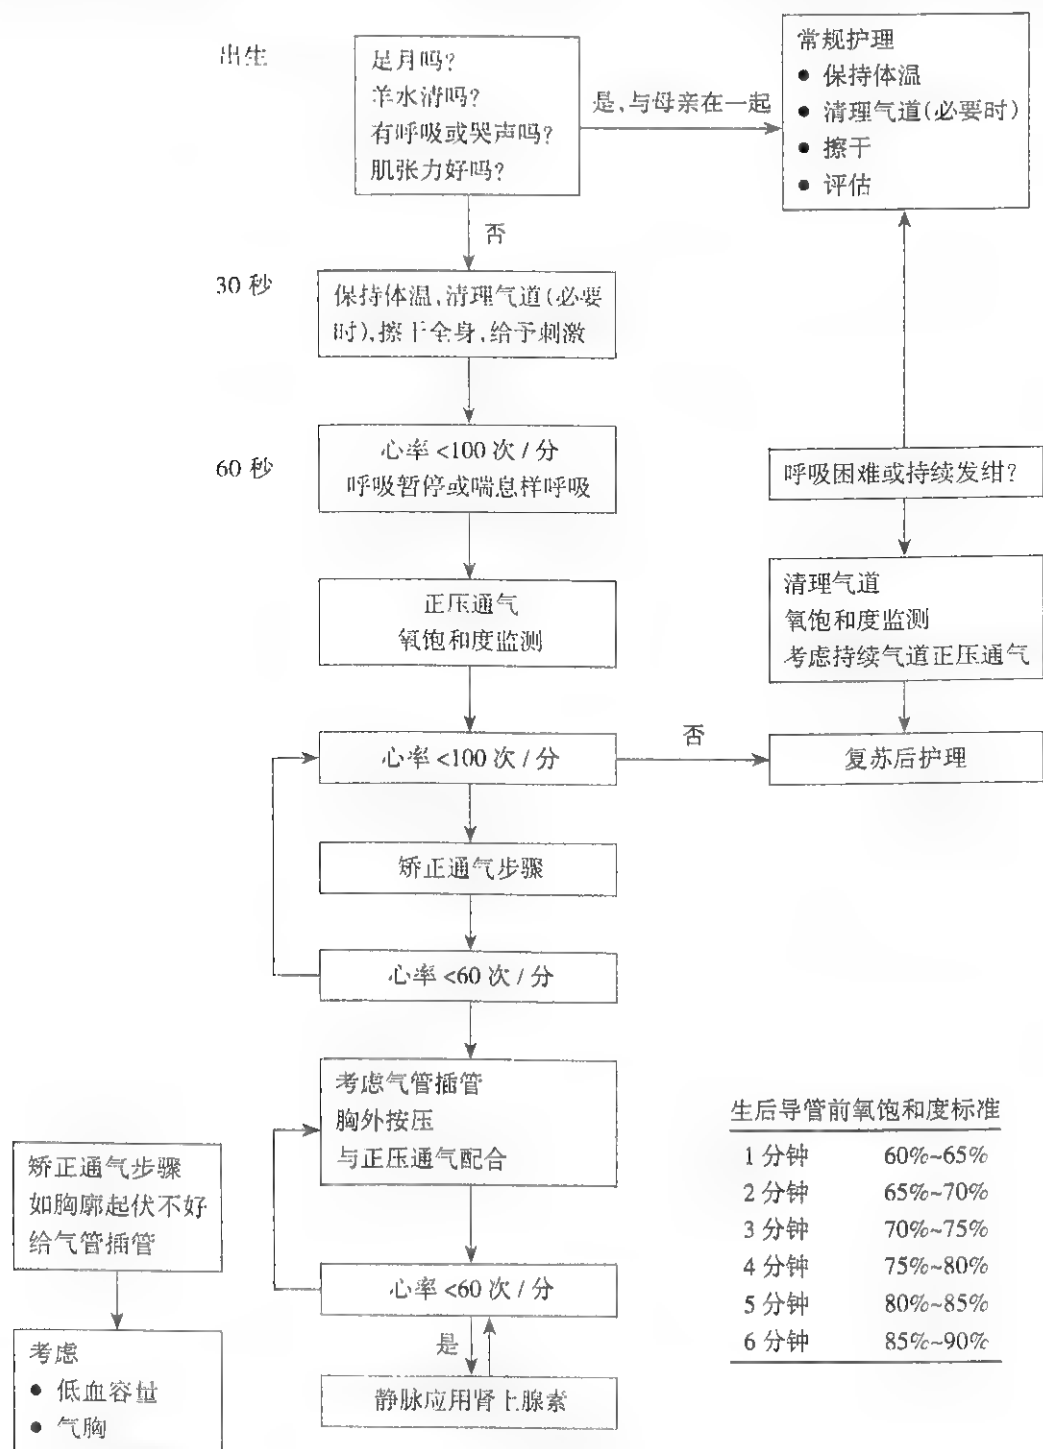 出生
足月吗?
羊水清吗?
有呼吸或哭声吗?
肌张力好吗?
是,与母亲在一起
常规护理
● 保持体温
● 清理气道(必要时)
● 擦干
● 评估
否
30 秒
保持体温,清理气道(必要
时),擦干全身,给予刺激
60 秒
心率 <100 次 / 分
呼吸暂停或喘息样呼吸
呼吸困难或持续发绀?
正压通气
氧饱和度监测
清理气道
氧饱和度监测
考虑持续气道正压通气
心率 <100 次 / 分
否
复苏后护理
矫正通气步骤
心率 <60 次 / 分
考虑气管插管
胸外按压
与正压通气配合
矫正通气步骤
如胸廓起伏不好
给气管插管
心率 <60 次 / 分
是
静脉应用肾上腺素
考虑
● 低血容量
● 气胸
生后导管前氧饱和度标准
1 分钟 60%~65%
2 分钟 65%~70%
3 分钟 70%~75%
4 分钟 75%~80%
5 分钟 80%~85%
6 分钟 85%~90%